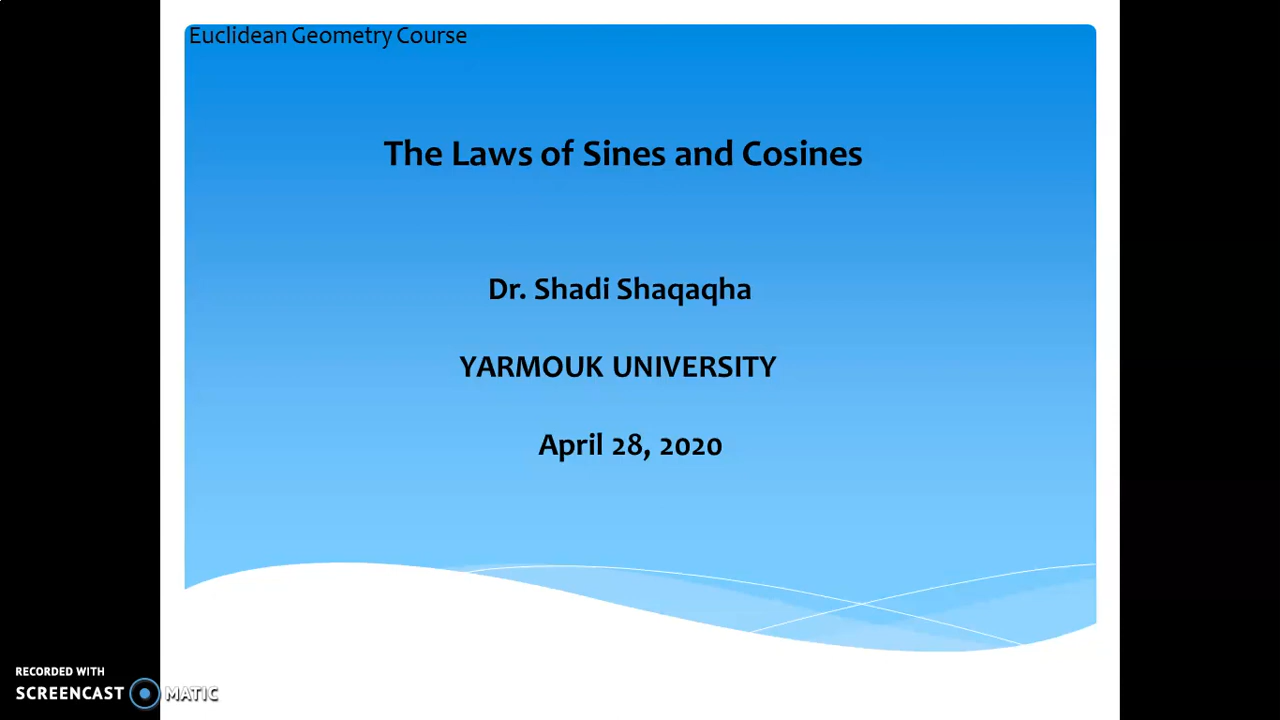 Euclidean Geometry Course
The Laws of Sines and Cosines
Dr. Shadi Shaqaqha
YARMOUK UNIVERSITY
April 28, 2020
RECORDED WITH
SCREENCAST MATIC